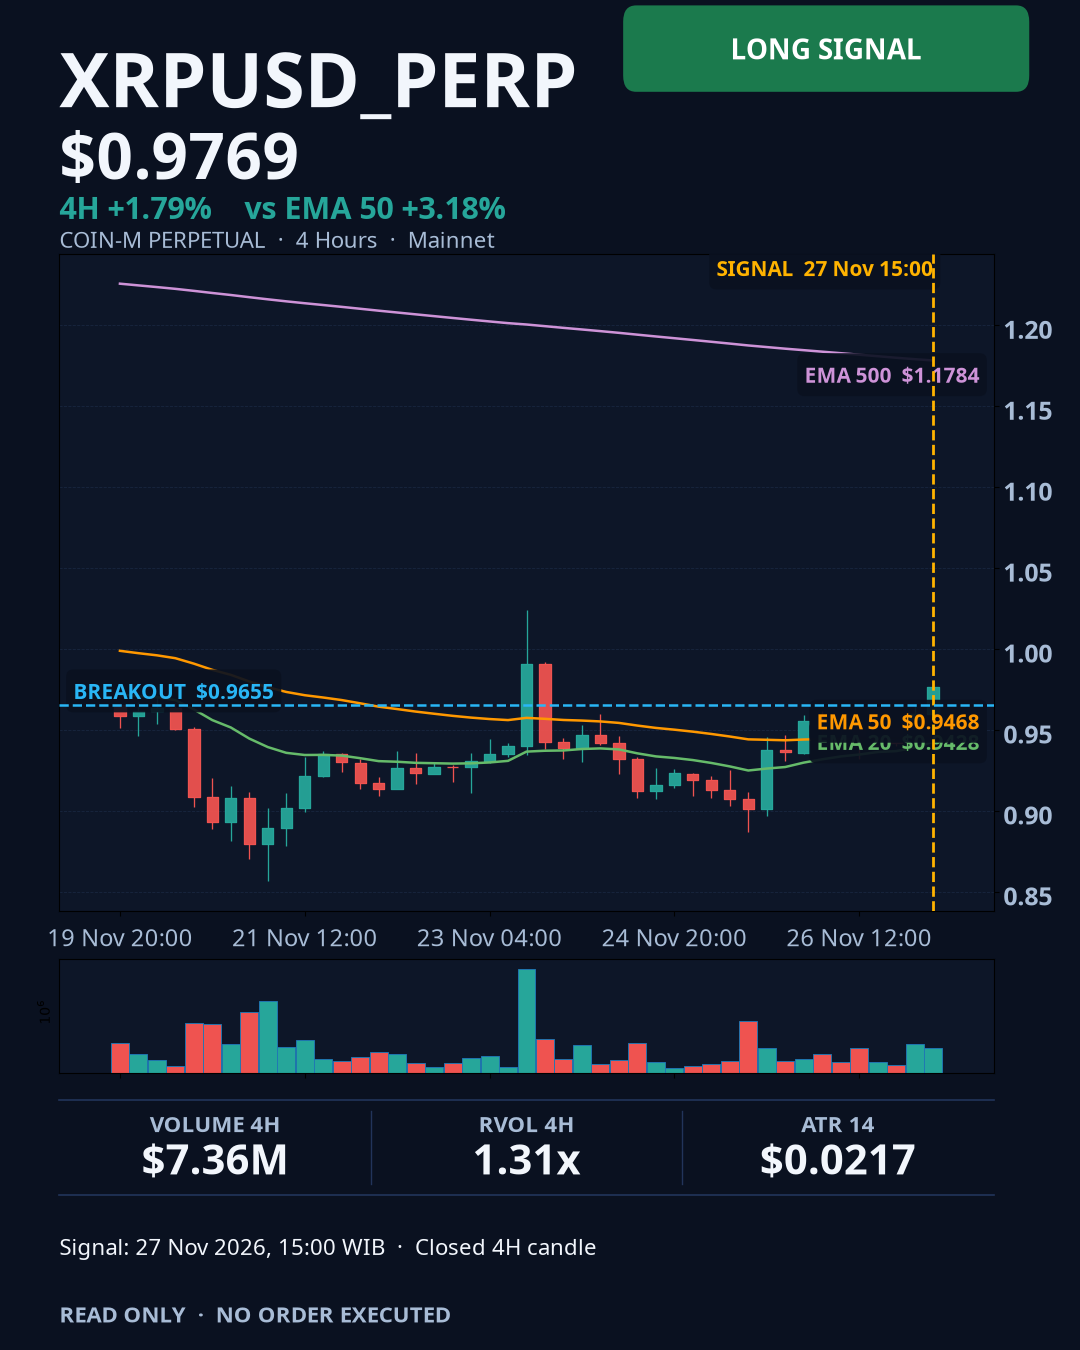 LONG SIGNAL
XRPUSD_PERP
$0.9769
4H +1.79% vs EMA 50 +3.18%
COIN-M PERPETUAL · 4 Hours · Mainnet
SIGNAL 27 Nov 15:00
1.20
EMA 500 $1.1784
1.15
1.10
1.05
1.00
BREAKOUT $0.9655
EMA 50 $0.9468
0.95
EMA 20 $0.9428
0.90
0.85
19 Nov 20:00 21 Nov 12:00 23 Nov 04:00 24 Nov 20:00 26 Nov 12:00
10⁶
VOLUME 4H RVOL 4H ATR 14
$7.36M 1.31x $0.0217
Signal: 27 Nov 2026, 15:00 WIB · Closed 4H candle
READ ONLY · NO ORDER EXECUTED